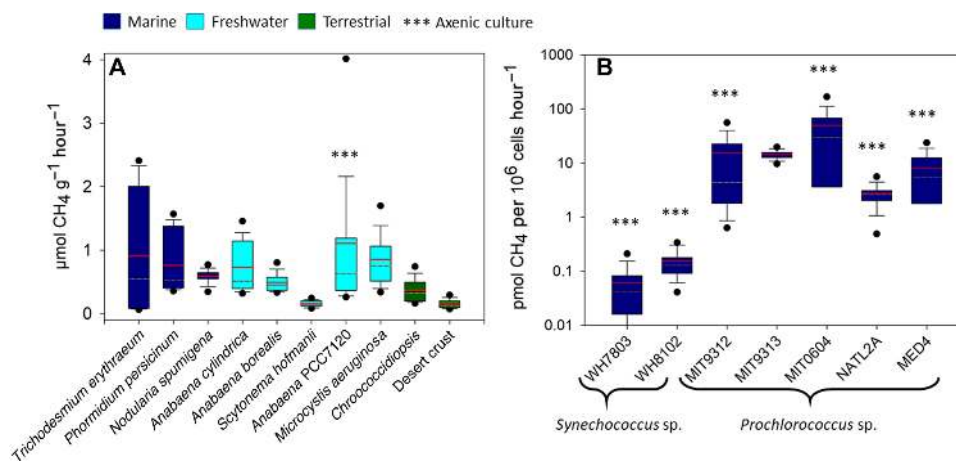 Marine Freshwater Terrestrial *** Axenic culture
A
µmol CH₄ g⁻¹ hour⁻¹
4
3
2
1
0
***
Trichodesmium erythraeum
Phormidium persicinum
Nodularia spumigena
Anabaena cylindrica
Anabaena borealis
Scytonema hofmanii
Anabaena PCC7120
Microcystis aeruginosa
Chroococcidiopsis
Desert crust
B
pmol CH₄ per 10⁶ cells hour⁻¹
1000
100
10
1
0.1
0.01
*** *** *** *** *** ***
WH7803
WH8102
MIT9312
MIT9313
MIT0604
NATL2A
MED4
Synechococcus sp. Prochlorococcus sp.